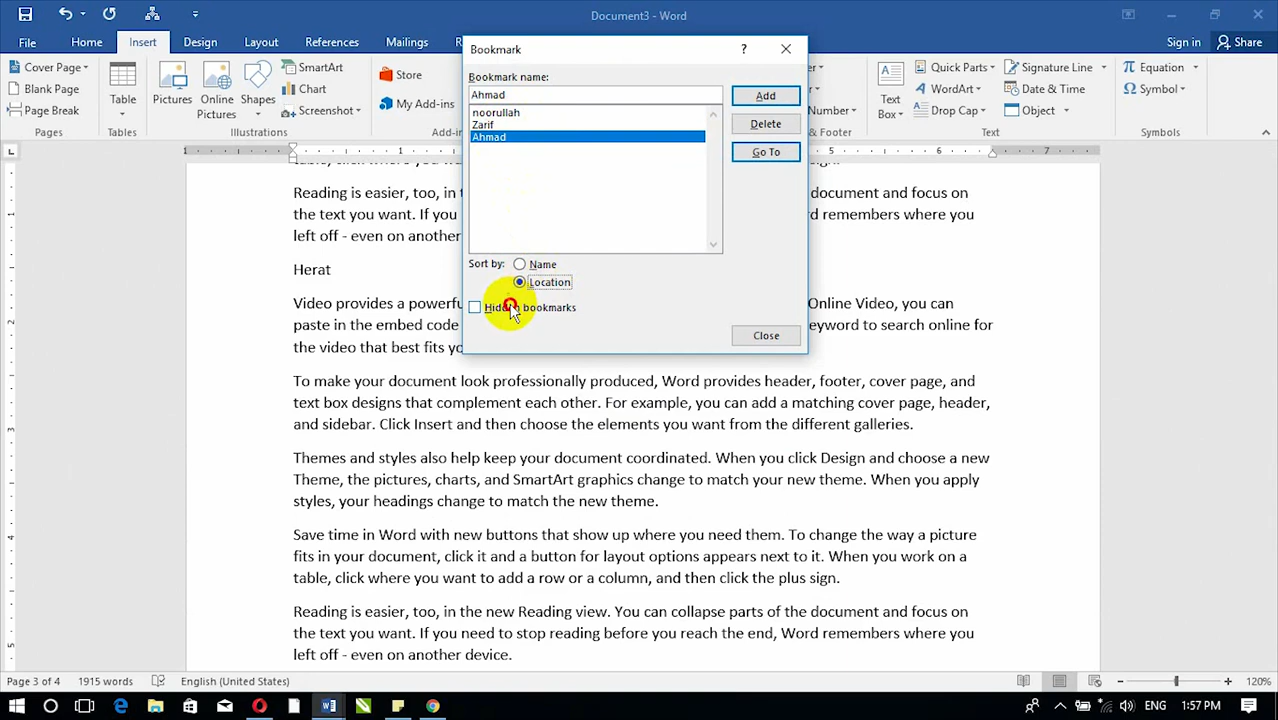 Document3 - Word
File Home Insert Design Layout References Mailings R
Sign in Share
Cover Page
Blank Page
Page Break
Pages
Table
Tables
Pictures
Online Pictures
Shapes
SmartArt
Chart
Screenshot
Store
My Add-ins
Add-in
Number
& Footer
Text Box
Quick Parts
WordArt
Drop Cap
Signature Line
Date & Time
Object
Text
Equation
Symbol
Symbols
Bookmark
Bookmark name:
Ahmad
noorullah
Zarif
Ahmad
Add
Delete
Go To
Sort by: Name
Location
bookmarks
Close
1 1 5 6 7
Reading is easier, too, in t document and focus on
the text you want. If you d remembers where you
left off - even on another
Herat
Video provides a powerfu Online Video, you can
paste in the embed code eyword to search online for
the video that best fits yo
To make your document look professionally produced, Word provides header, footer, cover page, and
text box designs that complement each other. For example, you can add a matching cover page, header,
and sidebar. Click Insert and then choose the elements you want from the different galleries.
Themes and styles also help keep your document coordinated. When you click Design and choose a new
Theme, the pictures, charts, and SmartArt graphics change to match your new theme. When you apply
styles, your headings change to match the new theme.
Save time in Word with new buttons that show up where you need them. To change the way a picture
fits in your document, click it and a button for layout options appears next to it. When you work on a
table, click where you want to add a row or a column, and then click the plus sign.
Reading is easier, too, in the new Reading view. You can collapse parts of the document and focus on
the text you want. If you need to stop reading before you reach the end, Word remembers where you
left off - even on another device.
Page 3 of 4 1915 words English (United States) 120%
ENG 1:57 PM